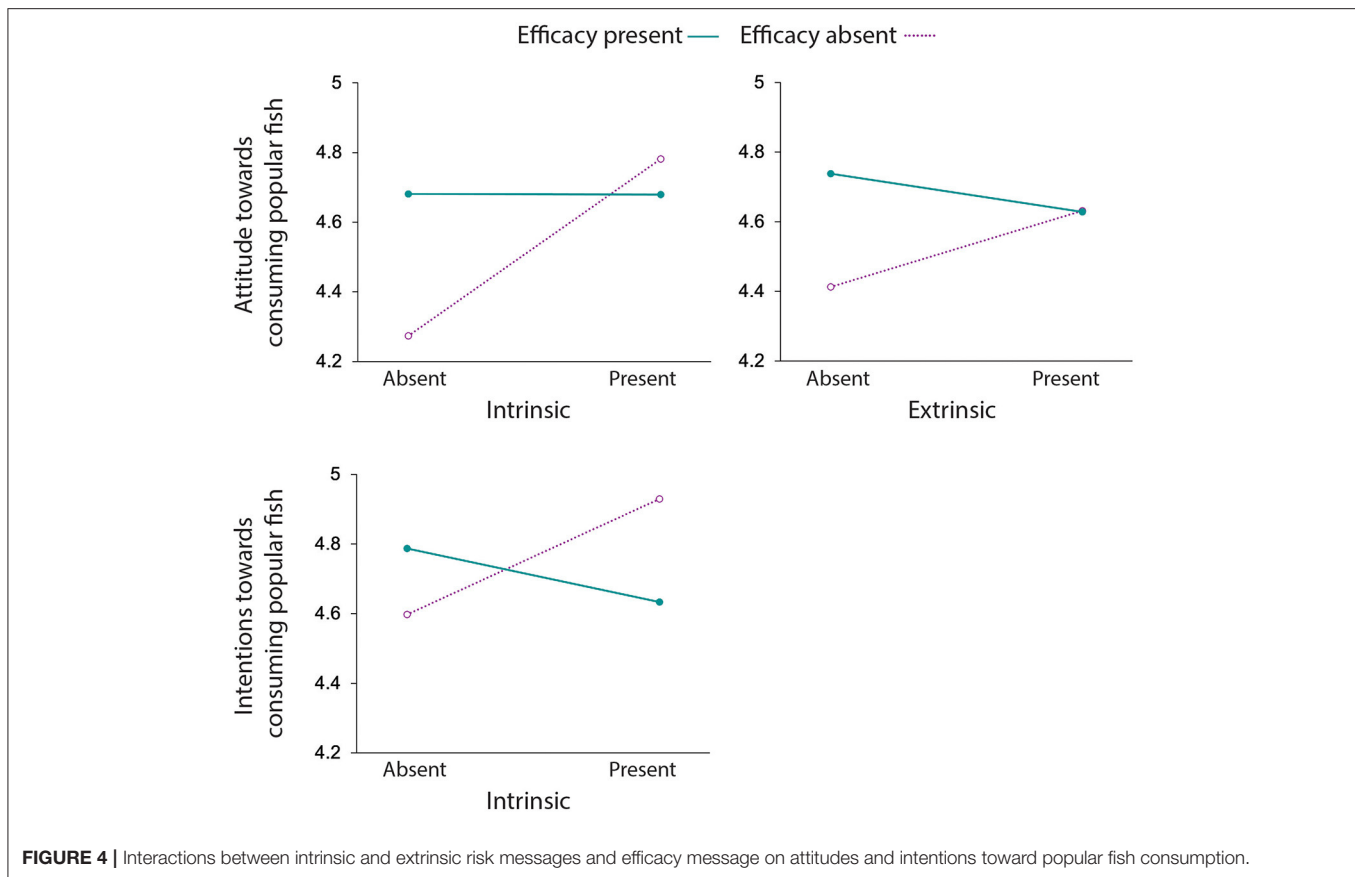 Efficacy present Efficacy absent
Attitude towards
consuming popular fish
5
4.8
4.6
4.4
4.2
Absent Present
Intrinsic
5
4.8
4.6
4.4
4.2
Absent Present
Extrinsic
Intentions towards
consuming popular fish
5
4.8
4.6
4.4
4.2
Absent Present
Intrinsic
FIGURE 4 | Interactions between intrinsic and extrinsic risk messages and efficacy message on attitudes and intentions toward popular fish consumption.